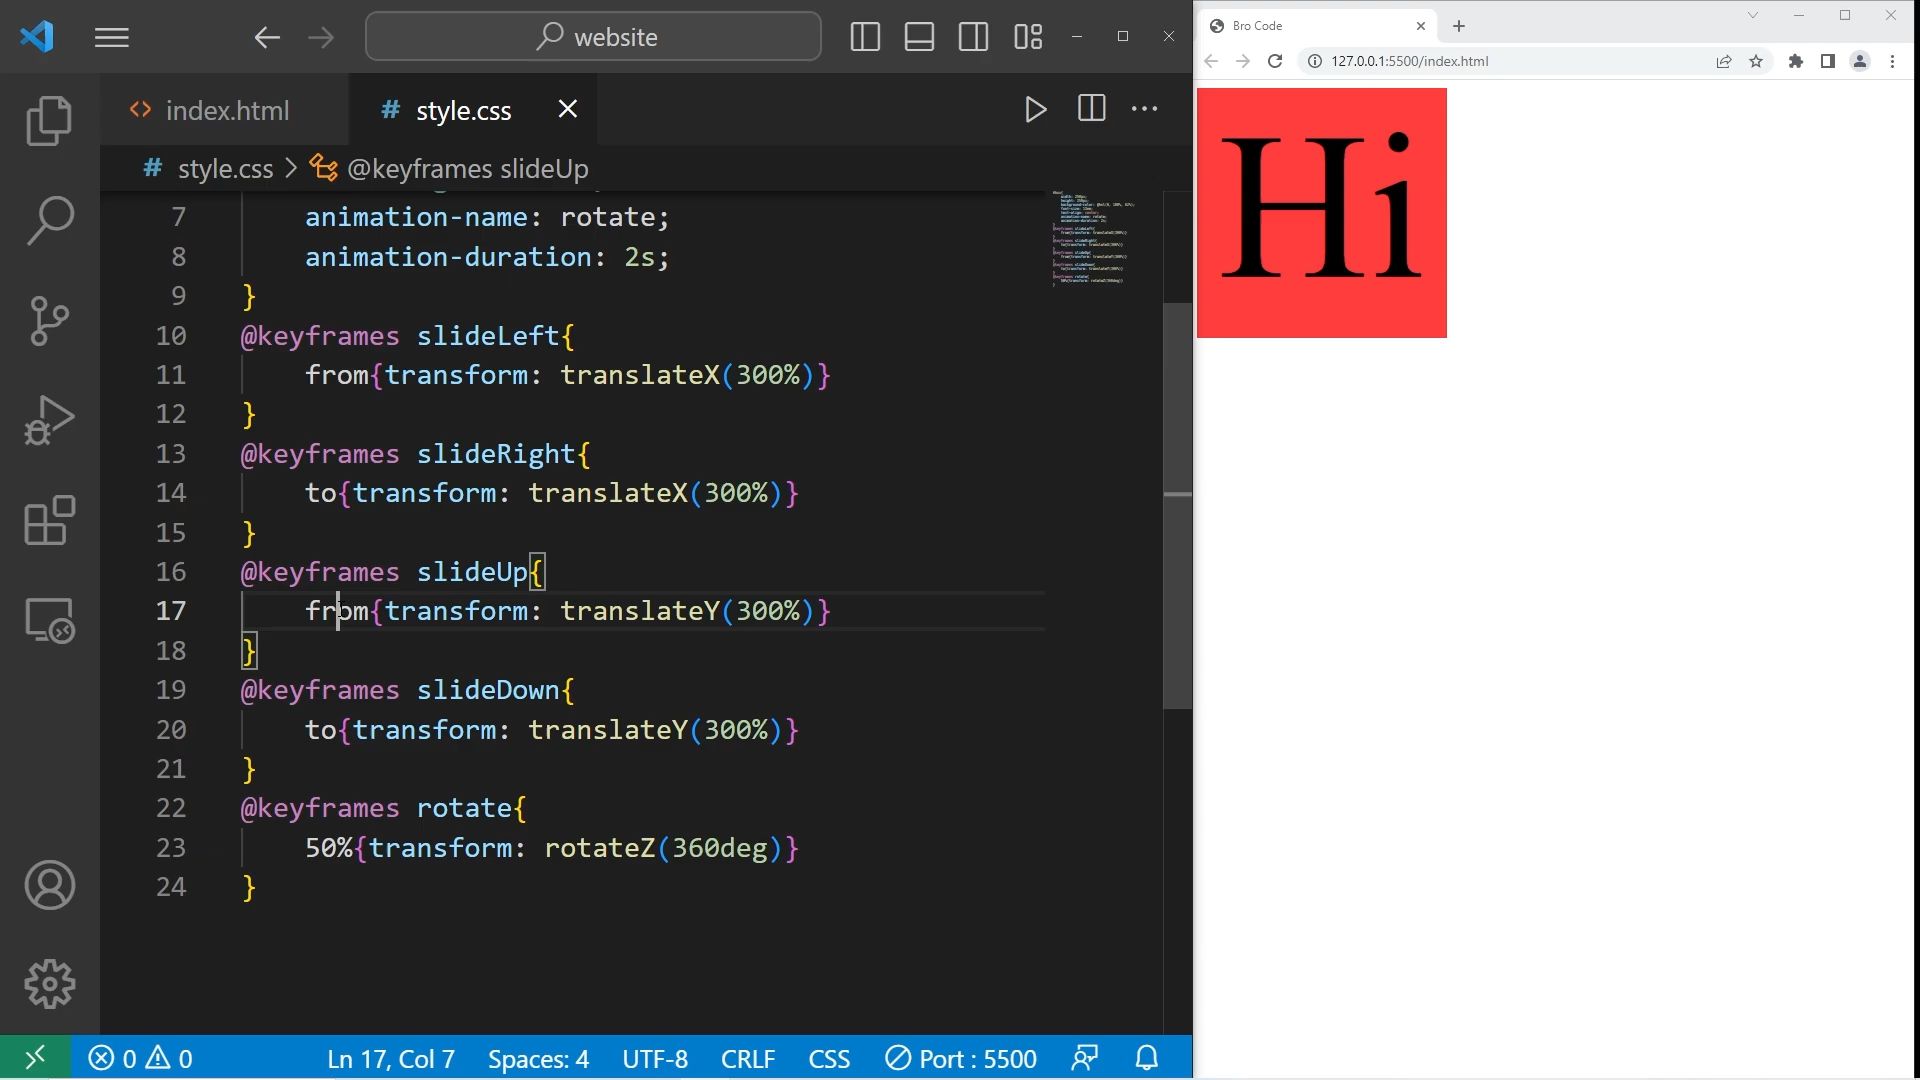 website
index.html
style.css
style.css > @keyframes slideUp
7 animation-name: rotate;
8 animation-duration: 2s;
9 }
10 @keyframes slideLeft{
11 from{transform: translateX(300%)}
12 }
13 @keyframes slideRight{
14 to{transform: translateX(300%)}
15 }
16 @keyframes slideUp{
17 from{transform: translateY(300%)}
18 }
19 @keyframes slideDown{
20 to{transform: translateY(300%)}
21 }
22 @keyframes rotate{
23 50%{transform: rotateZ(360deg)}
24 }
0 0 Ln 17, Col 7 Spaces: 4 UTF-8 CRLF CSS Port : 5500
Bro Code
127.0.0.1:5500/index.html
Hi